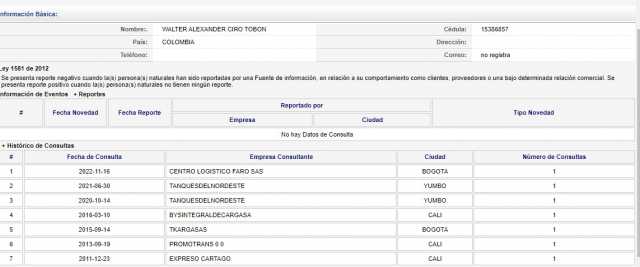 Información Básica:
Nombre:. WALTER ALEXANDER CIRO TOBON Cédula: 15386857
País: COLOMBIA Dirección:
Teléfono: Correo: no registra
Ley 1581 de 2012
Se presenta reporte negativo cuando la(s) persona(s) naturales han sido reportadas por una Fuente de información, en relación a su comportamiento como clientes, proveedores o una bajo determinada relación comercial. Se
presenta reporte positivo cuando la(s) persona(s) naturales no tienen ningún reporte.
Información de Eventos + Reportes
# Fecha Novedad Fecha Reporte Reportado por Tipo Novedad
Empresa Ciudad
No hay Datos de Consulta
+ Histórico de Consultas
# Fecha de Consulta Empresa Consultante Ciudad Número de Consultas
1 2022-11-16 CENTRO LOGISTICO FARO SAS BOGOTA 1
2 2021-06-30 TANQUESDELNORDESTE YUMBO 1
3 2020-10-14 TANQUESDELNORDESTE YUMBO 1
4 2016-03-10 BYSINTEGRALDECARGASA CALI 1
5 2015-09-14 TKARGASAS BOGOTA 1
6 2013-09-19 PROMOTRANS 0 0 CALI 1
7 2011-12-23 EXPRESO CARTAGO. CALI 1